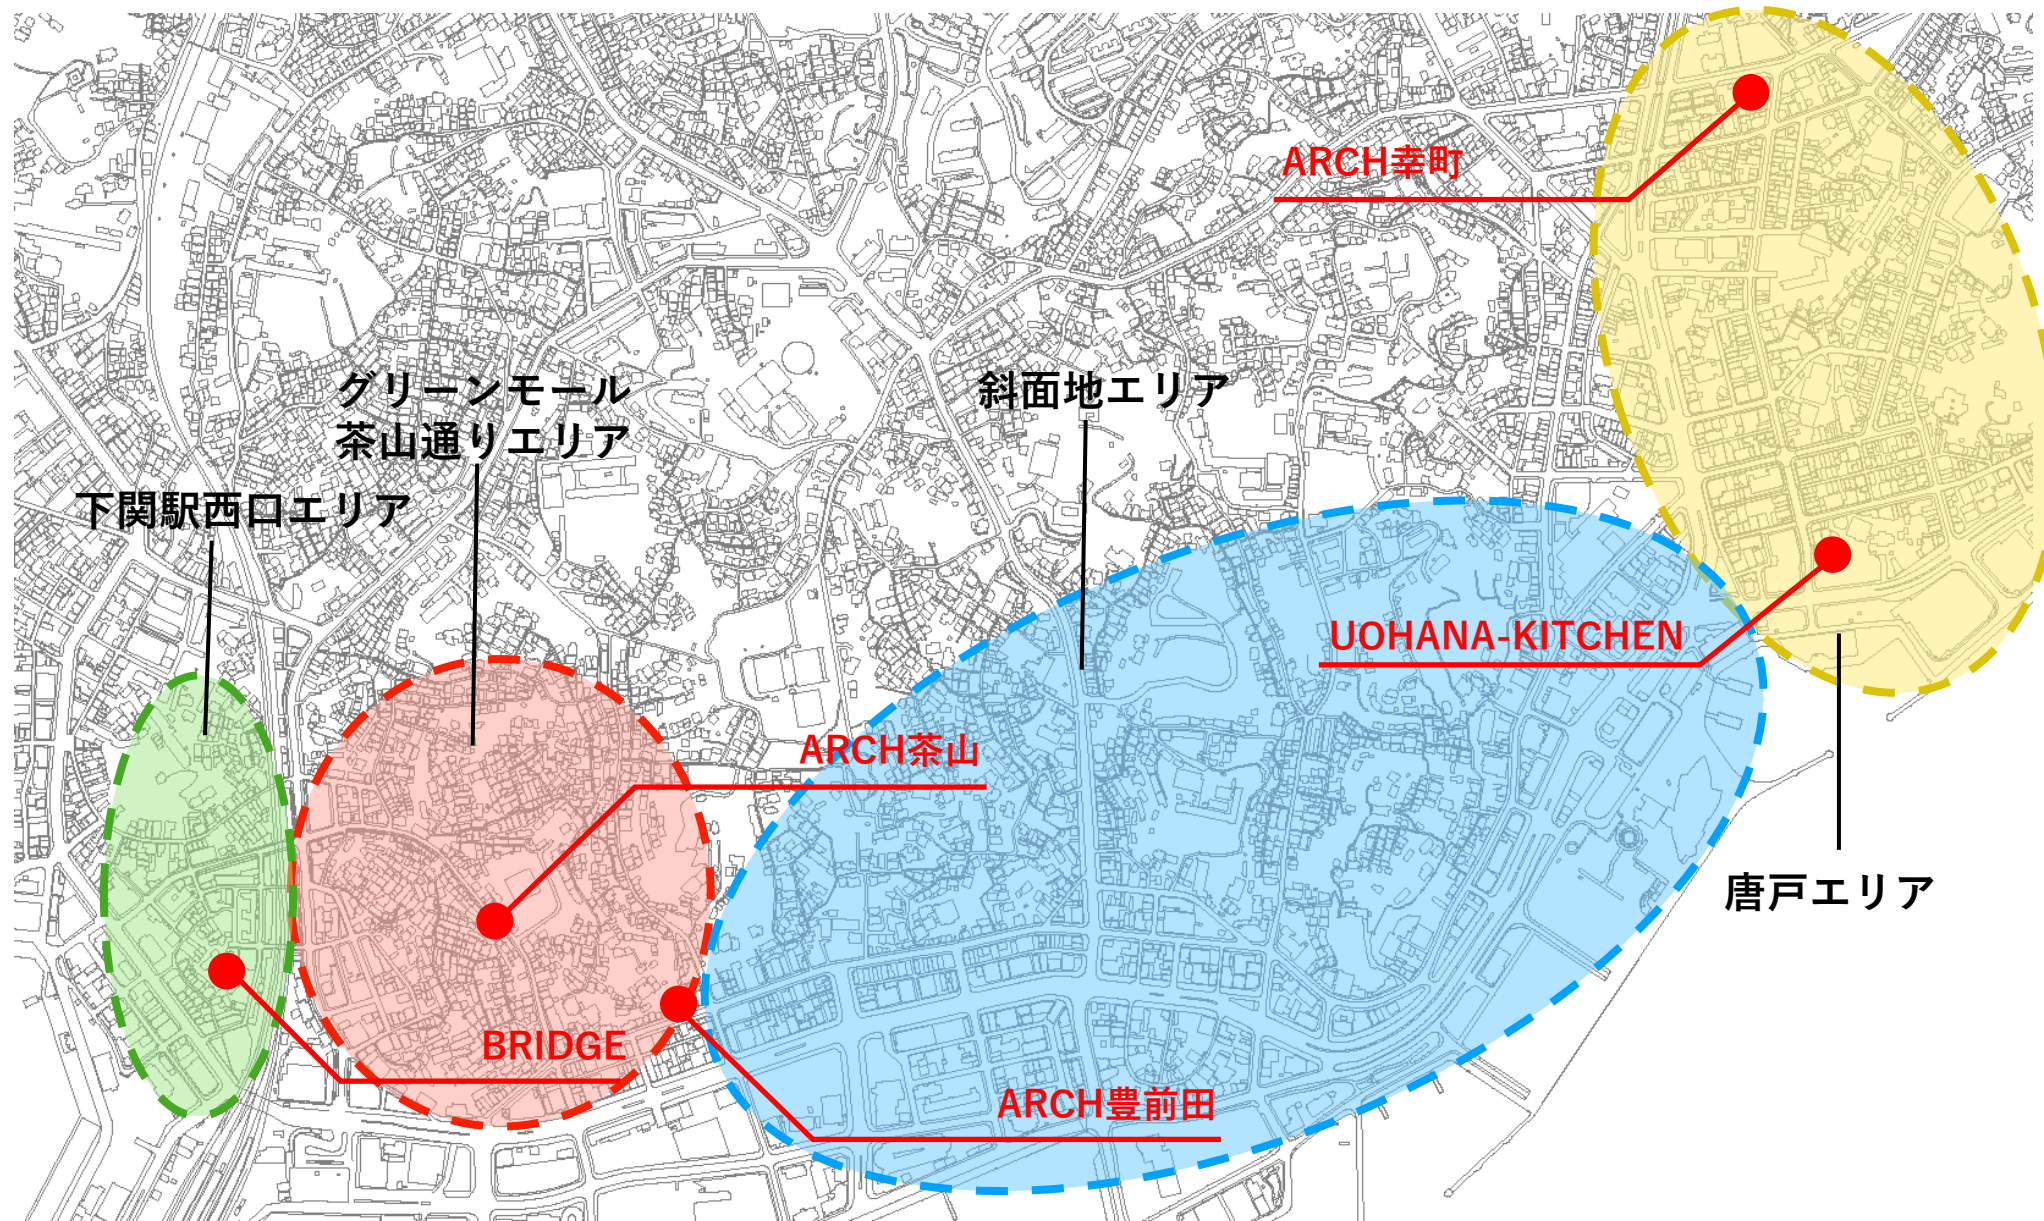 ARCH幸町
グリーンモール
茶山通りエリア
斜面地エリア
下関駅西口エリア
UOHANA-KITCHEN
ARCH茶山
唐戸エリア
BRIDGE
ARCH豊前田